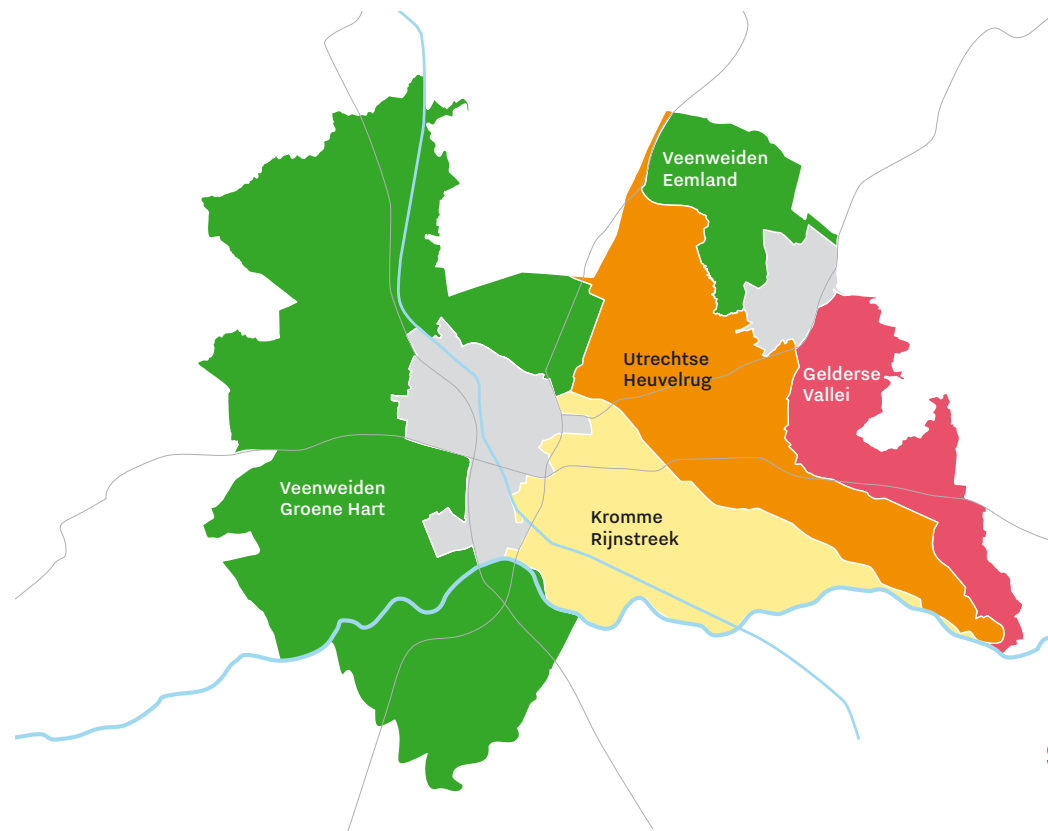 Veenweiden
Eemland
Utrechtse
Heuvelrug
Gelderse
Vallei
Veenweiden
Groene Hart
Kromme
Rijnstreek